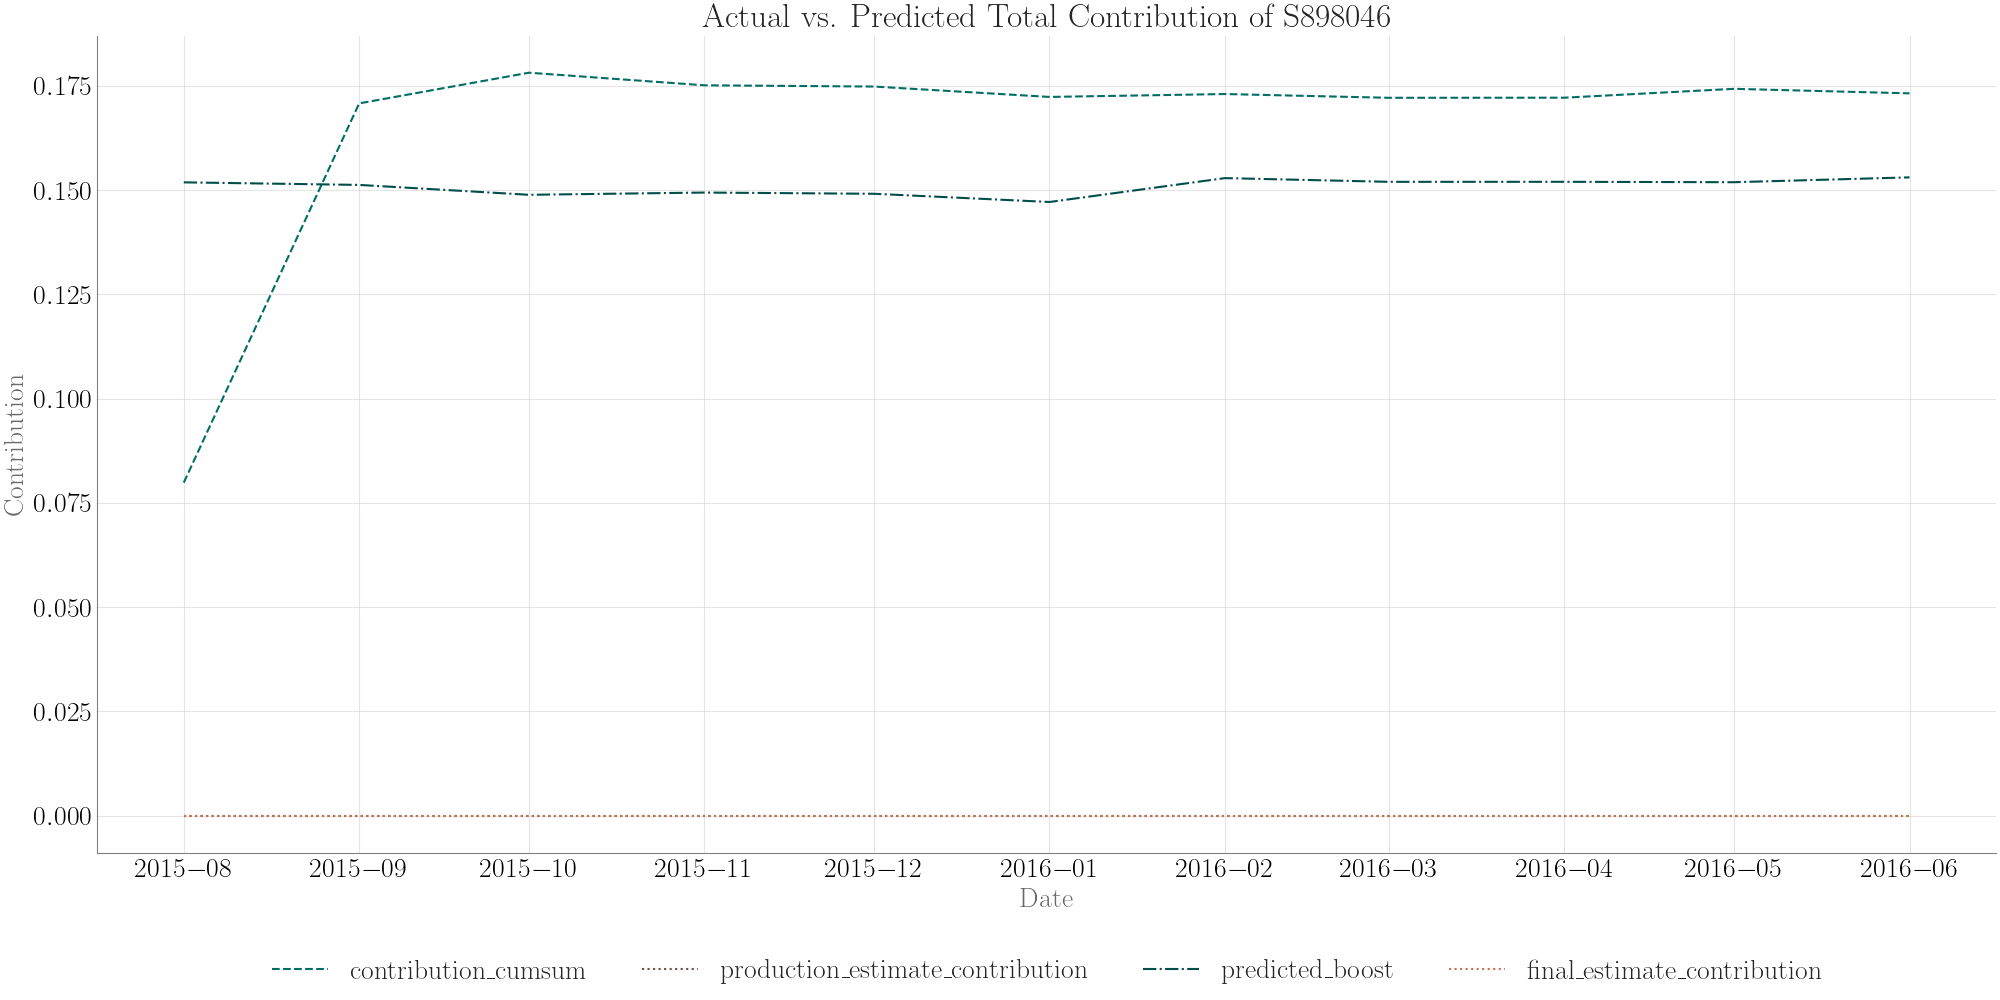 Actual vs. Predicted Total Contribution of S898046
0.175
0.150
0.125
0.100
0.075
0.050
0.025
0.000
Contribution
2015–08 2015–09 2015–10 2015–11 2015–12 2016–01 2016–02 2016–03 2016–04 2016–05 2016–06
Date
contribution_cumsum production_estimate_contribution predicted_boost final_estimate_contribution